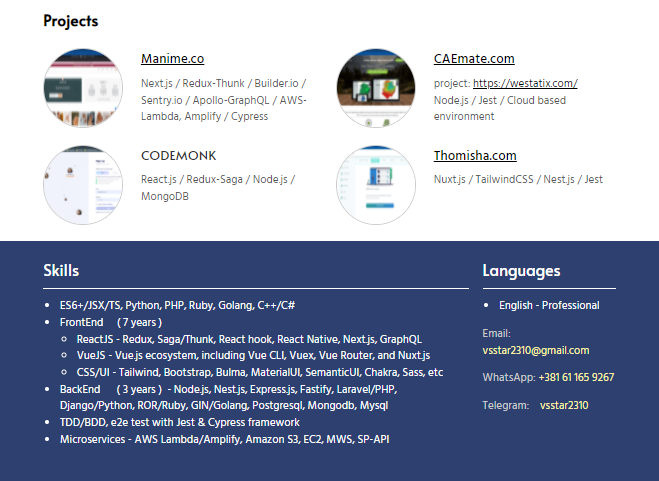 Projects
Manime.co
Next.js / Redux-Thunk / Builder.io /
Sentry.io / Apollo-GraphQL / AWS-
Lambda, Amplify / Cypress
CAEmate.com
project: https://westatix.com/
Node.js / Jest / Cloud based
environment
CODEMONK
React.js / Redux-Saga / Node.js /
MongoDB
Thomisha.com
Nuxt.js / TailwindCSS / Nest.js / Jest
Skills
• ES6+/JSX/TS, Python, PHP, Ruby, Golang, C++/C#
• FrontEnd ( 7 years )
○ ReactJS - Redux, Saga/Thunk, React hook, React Native, Next.js, GraphQL
○ VueJS - Vue.js ecosystem, including Vue CLI, Vuex, Vue Router, and Nuxt.js
○ CSS/UI - Tailwind, Bootstrap, Bulma, MaterialUI, SemanticUI, Chakra, Sass, etc
• BackEnd ( 3 years ) - Node.js, Nest.js, Express.js, Fastify, Laravel/PHP,
Django/Python, ROR/Ruby, GIN/Golang, Postgresql, Mongodb, Mysql
• TDD/BDD, e2e test with Jest & Cypress framework
• Microservices - AWS Lambda/Amplify, Amazon S3, EC2, MWS, SP-API
Languages
• English - Professional
Email:
vsstar2310@gmail.com
WhatsApp: +381 61 165 9267
Telegram: vsstar2310